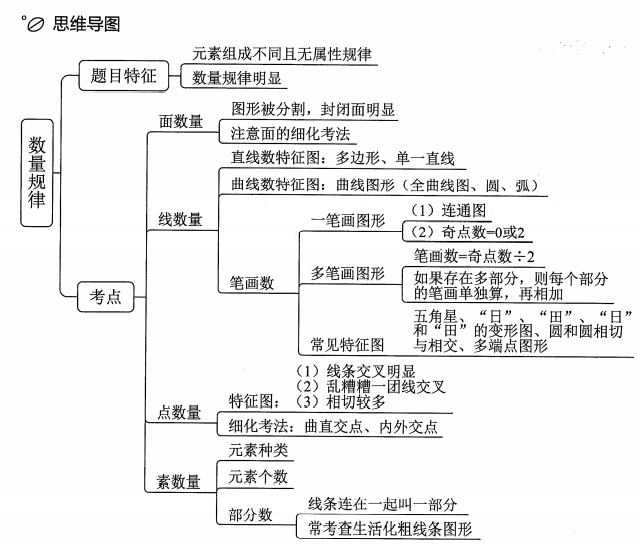 思维导图
数量规律
题目特征
元素组成不同且无属性规律
数量规律明显
考点
面数量
图形被分割，封闭面明显
注意面的细化考法
线数量
直线数特征图：多边形、单一直线
曲线数特征图：曲线图形（全曲线图、圆、弧）
笔画数
一笔画图形
（1）连通图
（2）奇点数=0或2
多笔画图形
笔画数=奇点数÷2
如果存在多部分，则每个部分
的笔画单独算，再相加
常见特征图
五角星、“日”、“田”、“日”
和“田”的变形图、圆和圆相切
与相交、多端点图形
点数量
特征图：
（1）线条交叉明显
（2）乱糟糟一团线交叉
（3）相切较多
细化考法：曲直交点、内外交点
素数量
元素种类
元素个数
部分数
线条连在一起叫一部分
常考查生活化粗线条图形